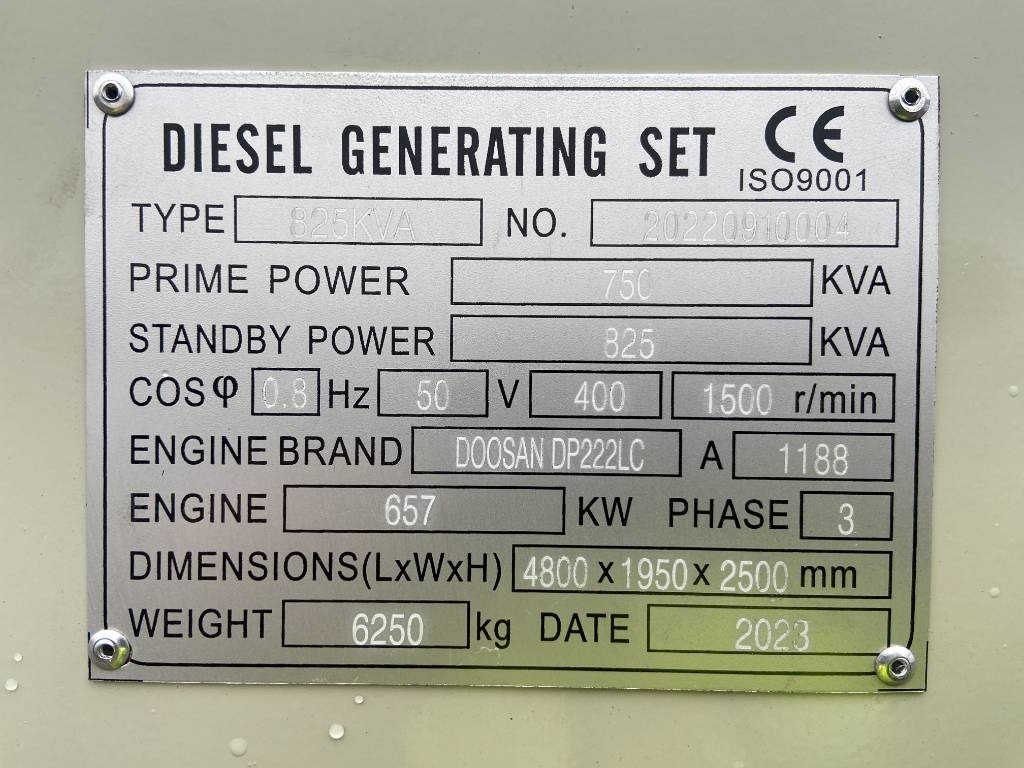 DIESEL GENERATING SET CE
ISO9001
TYPE 825KVA NO. 20220910004
PRIME POWER 750 KVA
STANDBY POWER 825 KVA
COSφ 0.8 Hz 50 V 400 1500 r/min
ENGINE BRAND DOOSAN DP222LC A 1188
ENGINE 657 KW PHASE 3
DIMENSIONS(LxWxH) 4800 x 1950 x 2500 mm
WEIGHT 6250 kg DATE 2023